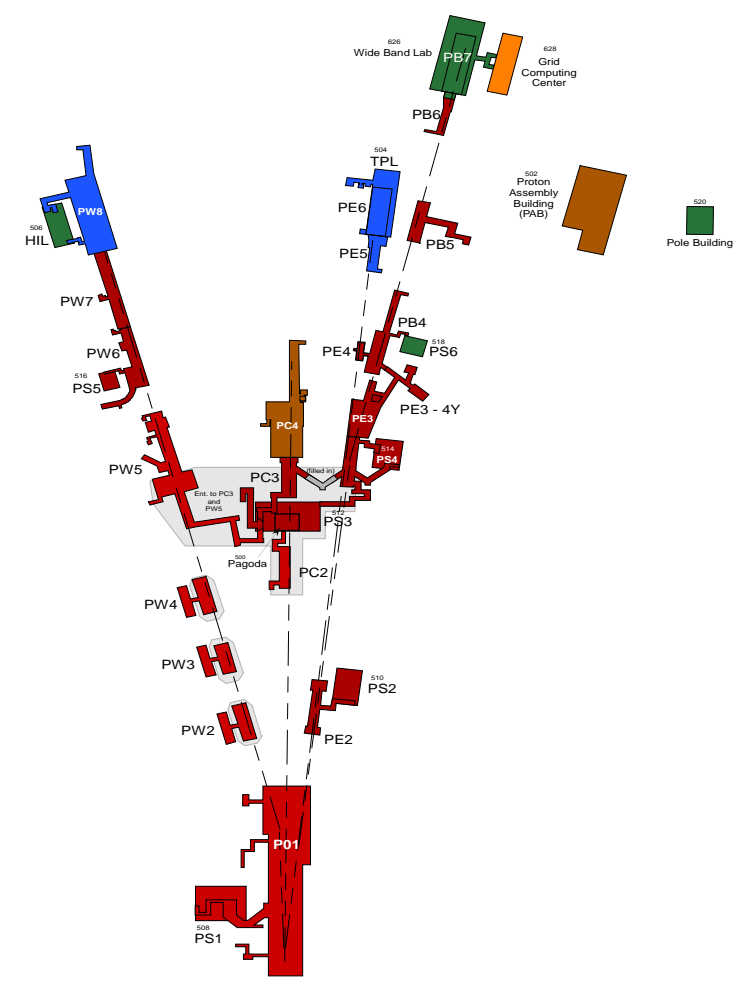 626
Wide Band Lab
PB7
628
Grid
Computing
Center
PB6
504
TPL
502
Proton
Assembly
Building
(PAB)
520
Pole Building
PW8
506
HIL
PE6
PE5
PB5
PW7
PB4
518
PS6
PW6
PE4
516
PS5
PE3 - 4Y
PC4
PE3
514
PS4
PW5
PC3
(filled in)
Ent. to PC3
and
PW5
512
PS3
500
Pagoda
PC2
PW4
PW3
510
PS2
PW2
PE2
P01
508
PS1